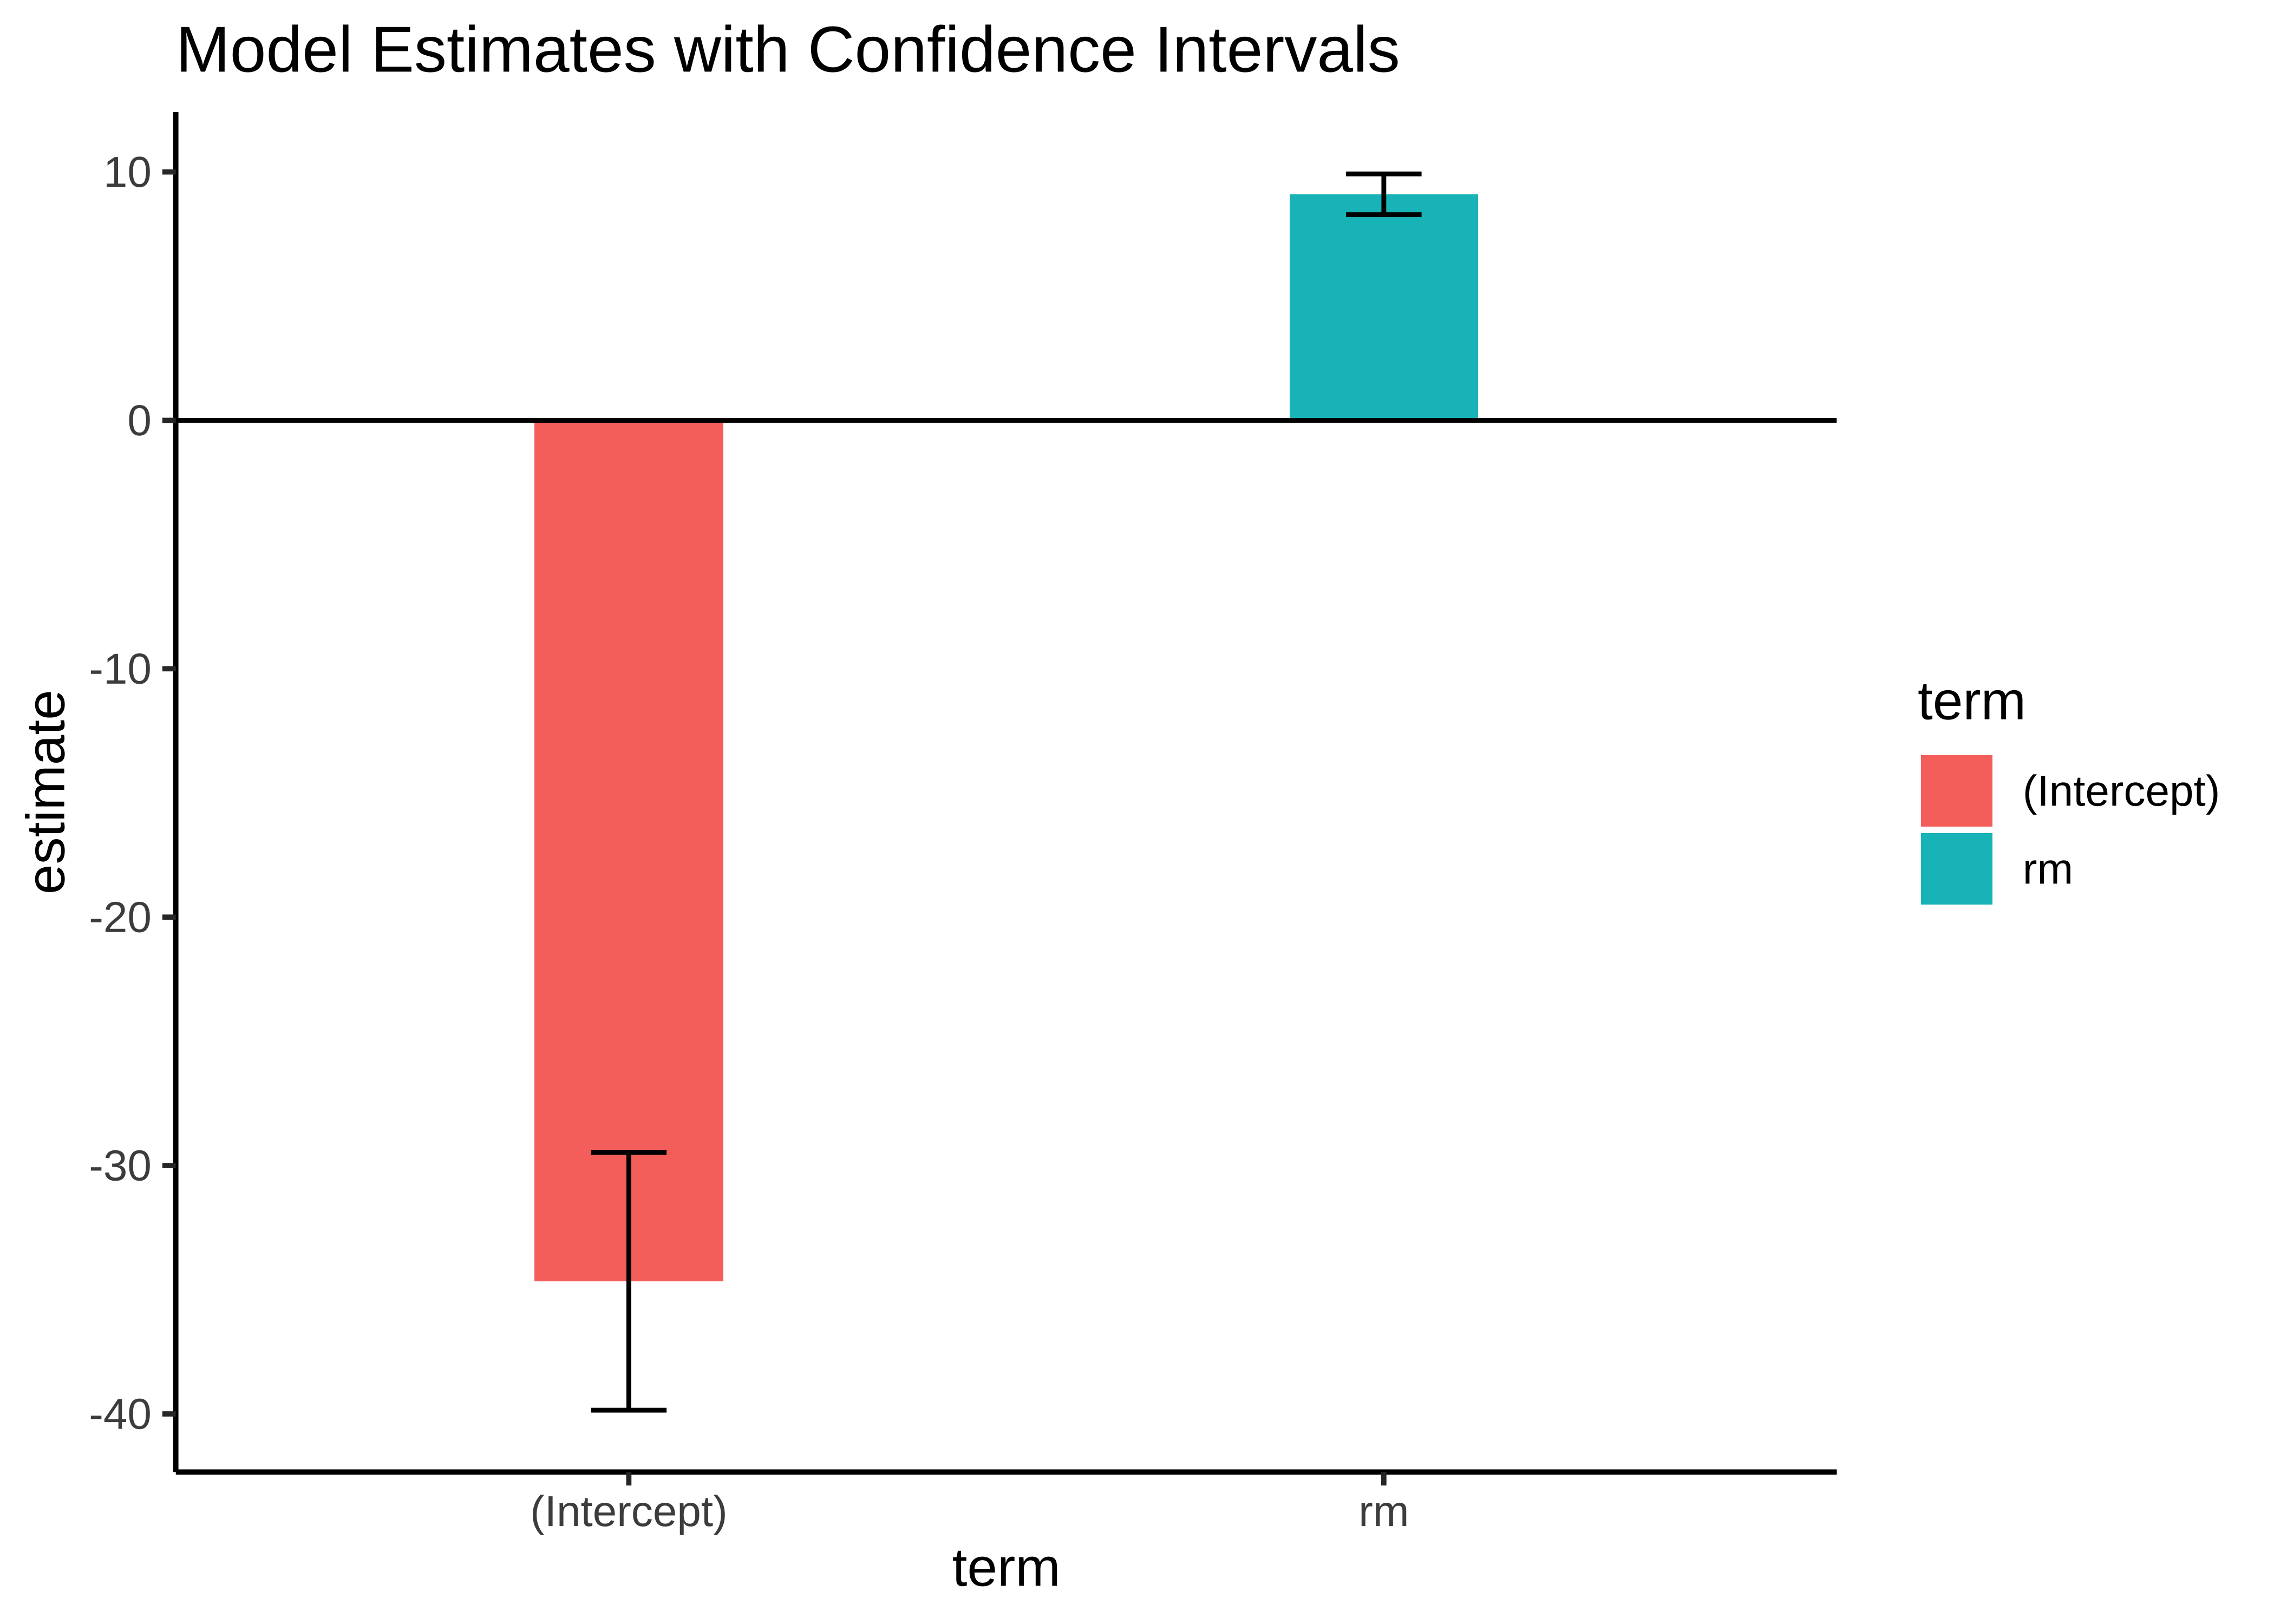 Model Estimates with Confidence Intervals
10
0
-10
-20
-30
-40
estimate
(Intercept)
rm
term
term
(Intercept)
rm